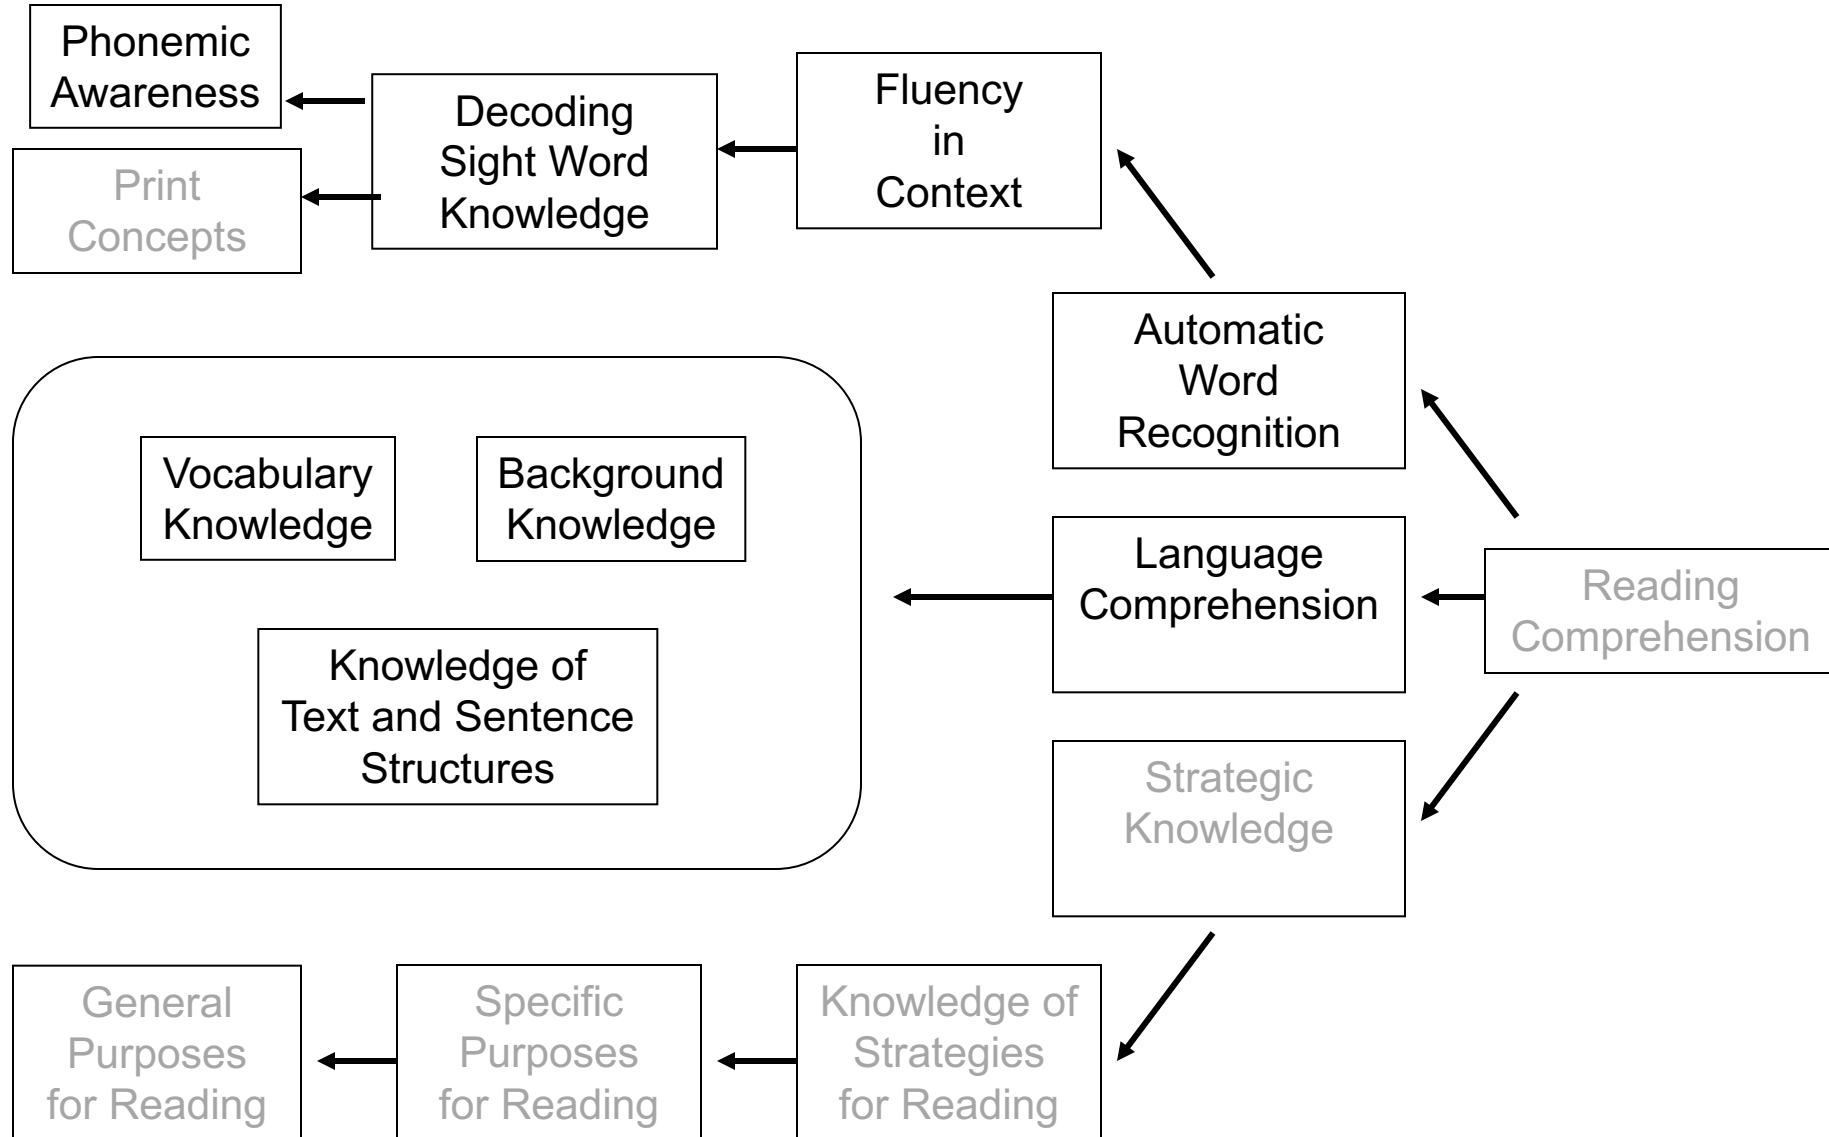 Phonemic
Awareness
Print
Concepts
Decoding
Sight Word
Knowledge
Fluency
in
Context
Automatic
Word
Recognition
Vocabulary
Knowledge
Background
Knowledge
Knowledge of
Text and Sentence
Structures
Language
Comprehension
Reading
Comprehension
Strategic
Knowledge
General
Purposes
for Reading
Specific
Purposes
for Reading
Knowledge of
Strategies
for Reading